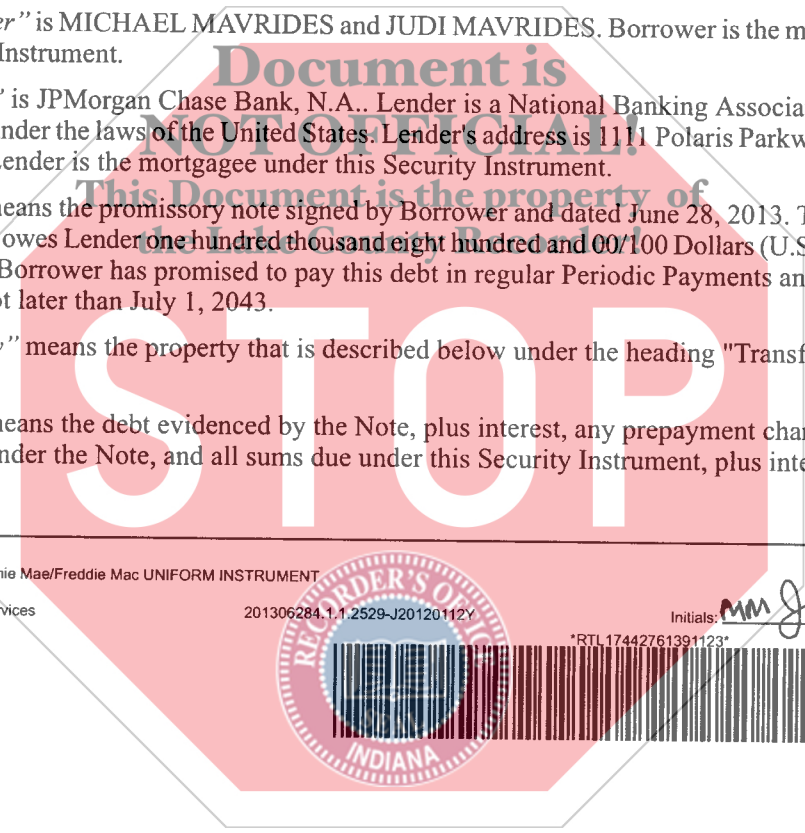 er" is MICHAEL MAVRIDES and JUDI MAVRIDES. Borrower is the m
Instrument.
Document is
" is JPMorgan Chase Bank, N.A.. Lender is a National Banking Associa
nder the laws of the United States. Lender's address is 1111 Polaris Parkw
NOT OFFICIAL!
Lender is the mortgagee under this Security Instrument.
This Document is the property of
eans the promissory note signed by Borrower and dated June 28, 2013. T
the Lake County Recorder!
owes Lender one hundred thousand eight hundred and 00/100 Dollars (U.S
Borrower has promised to pay this debt in regular Periodic Payments an
t later than July 1, 2043.
STOP
" means the property that is described below under the heading "Transf
eans the debt evidenced by the Note, plus interest, any prepayment char
nder the Note, and all sums due under this Security Instrument, plus inte
nie Mae/Freddie Mac UNIFORM INSTRUMENT
vices
201306284.1.1.2529-J20120112Y
Initials: MM J
*RTL17442761391123*
RECORDER'S OFFICE
SEAL
INDIANA